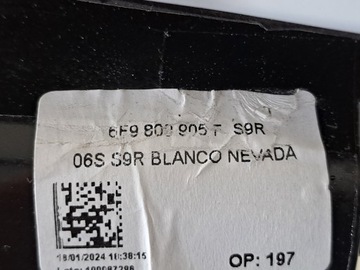 6F9 809 905 F S9R
06S S9R BLANCO NEVADA
18/01/2024 10:38:15
OP: 197